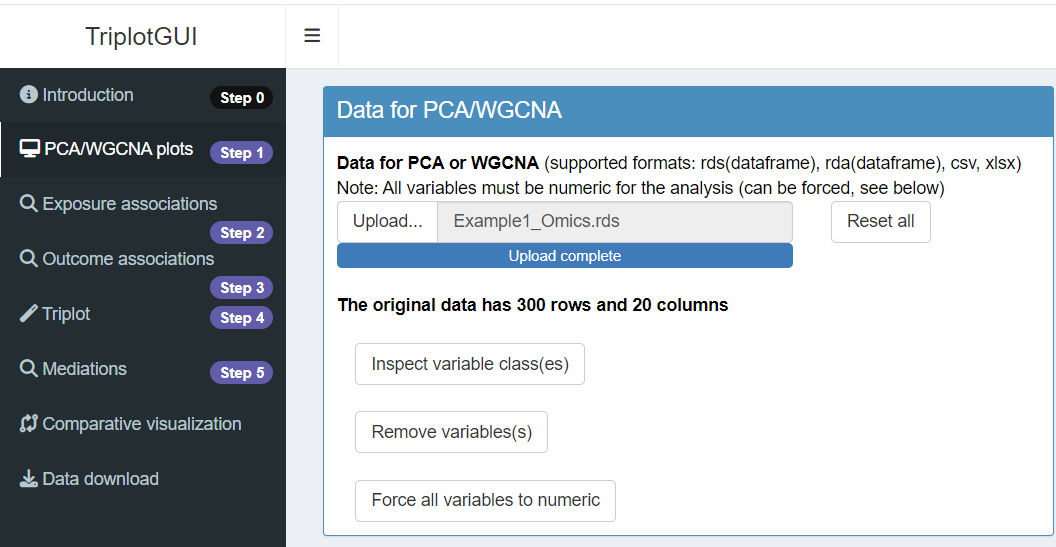 TriplotGUI
Introduction
Step 0
PCA/WGCNA plots
Step 1
Exposure associations
Step 2
Outcome associations
Step 3
Triplot
Step 4
Mediations
Step 5
Comparative visualization
Data download
Data for PCA/WGCNA
Data for PCA or WGCNA (supported formats: rds(dataframe), rda(dataframe), csv, xlsx)
Note: All variables must be numeric for the analysis (can be forced, see below)
Upload... Example1_Omics.rds
Reset all
Upload complete
The original data has 300 rows and 20 columns
Inspect variable class(es)
Remove variables(s)
Force all variables to numeric